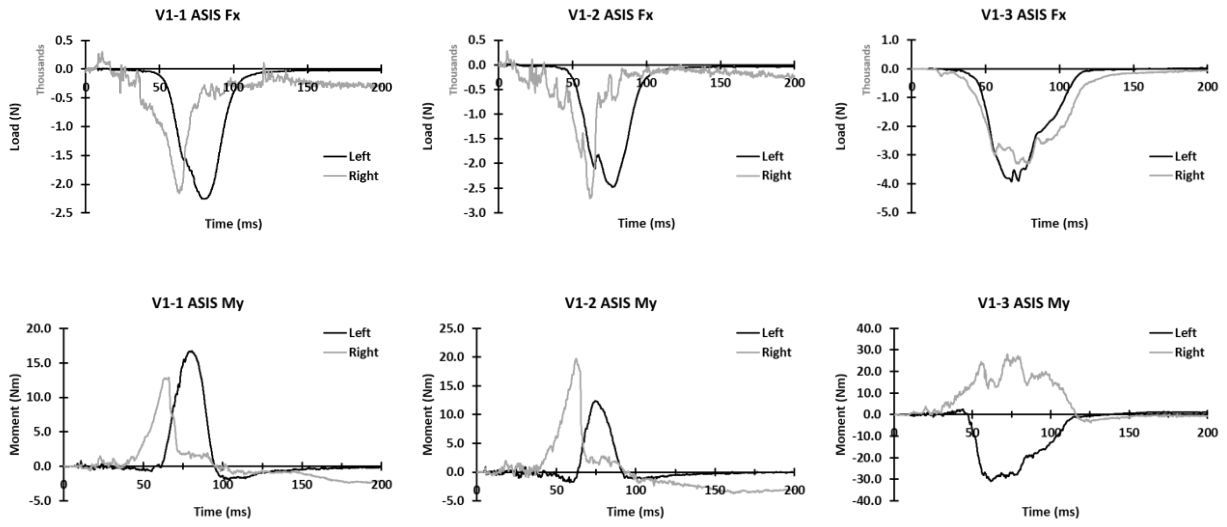 V1-1 ASIS Fx
0.5
0.0
-0.5
-1.0
-1.5
-2.0
-2.5
Thousands
Load (N)
0 50 100 150 200
Left
Right
Time (ms)
V1-2 ASIS Fx
0.5
0.0
-0.5
-1.0
-1.5
-2.0
-2.5
-3.0
Thousands
Load (N)
0 50 100 150 200
Left
Right
Time (ms)
V1-3 ASIS Fx
1.0
0.0
-1.0
-2.0
-3.0
-4.0
-5.0
Thousands
Load (N)
0 50 100 150 200
Left
Right
Time (ms)
V1-1 ASIS My
20.0
15.0
10.0
5.0
0.0
-5.0
Moment (Nm)
0 50 100 150 200
Left
Right
Time (ms)
V1-2 ASIS My
25.0
20.0
15.0
10.0
5.0
0.0
-5.0
Moment (Nm)
0 50 100 150 200
Left
Right
Time (ms)
V1-3 ASIS My
40.0
30.0
20.0
10.0
0.0
-10.0
-20.0
-30.0
-40.0
Moment (Nm)
0 50 100 150 200
Left
Right
Time (ms)